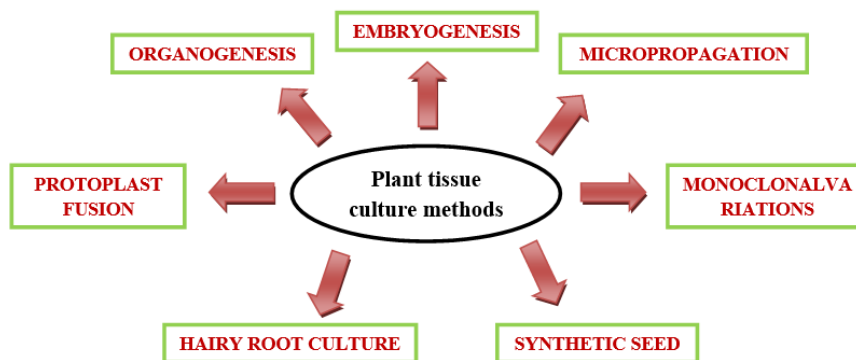 EMBRYOGENESIS
ORGANOGENESIS
MICROPROPAGATION
PROTOPLAST
FUSION
Plant tissue
culture methods
MONOCLONALVA
RIATIONS
HAIRY ROOT CULTURE
SYNTHETIC SEED